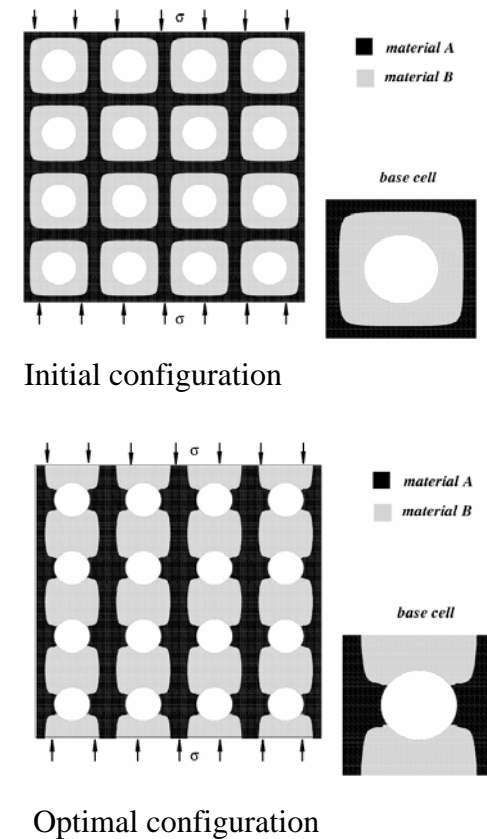 σ
material A
material B
base cell
σ
Initial configuration
σ
material A
material B
base cell
σ
Optimal configuration